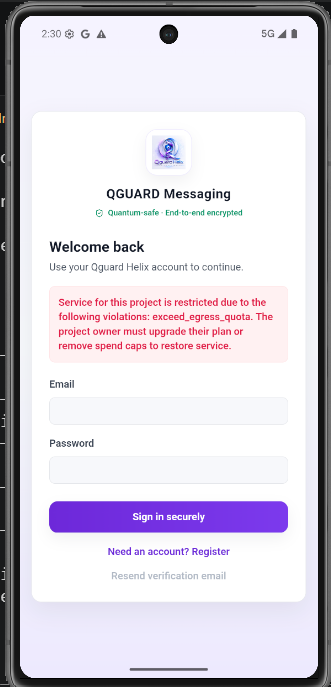 2:30
5G
QGUARD Messaging
Quantum-safe · End-to-end encrypted
Welcome back
Use your Qguard Helix account to continue.
Service for this project is restricted due to the
following violations: exceed_egress_quota. The
project owner must upgrade their plan or
remove spend caps to restore service.
Email
Password
Sign in securely
Need an account? Register
Resend verification email